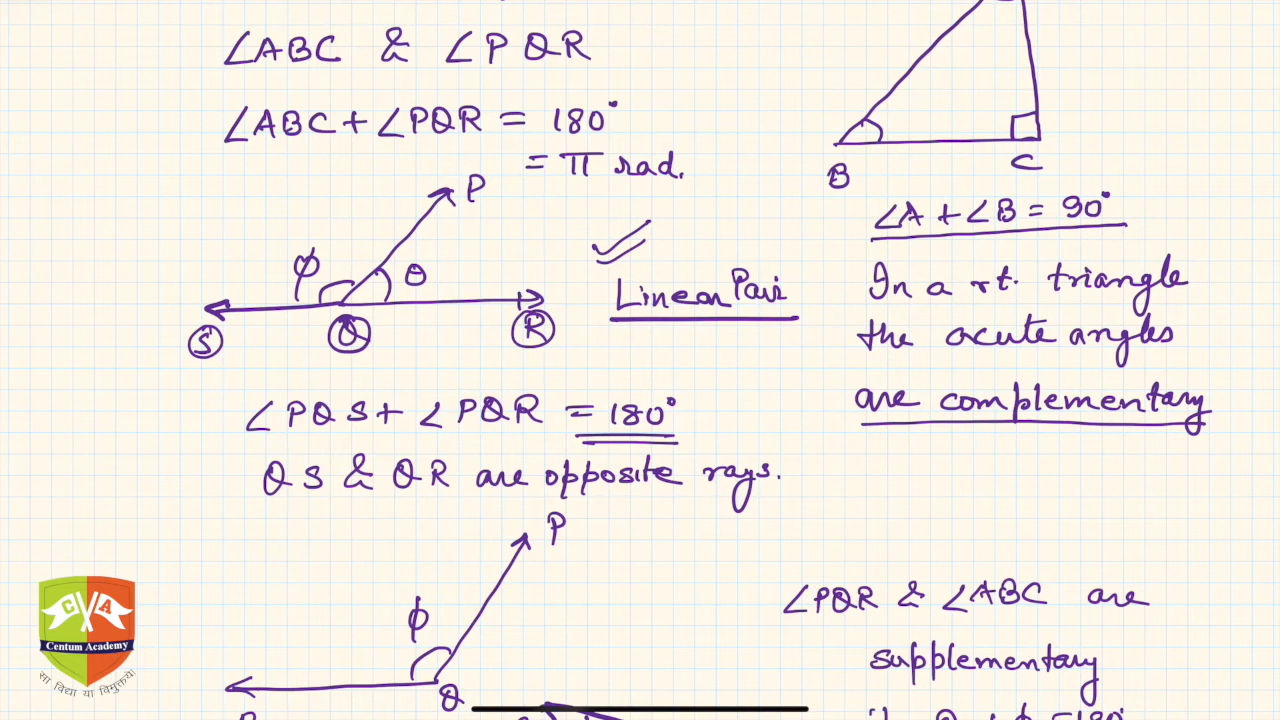 ∠ABC & ∠PQR
∠ABC + ∠PQR = 180°
= π rad.
P
ϕ
θ
S
Q
R
Linear Pair
∠PQS + ∠PQR = 180°
QS & QR are opposite rays.
P
ϕ
Q
B
C
∠A + ∠B = 90°
In a rt. triangle
the acute angles
are complementary
∠PQR & ∠ABC are
supplementary
CA
Centum Academy
सा विद्या या विमुक्तये।